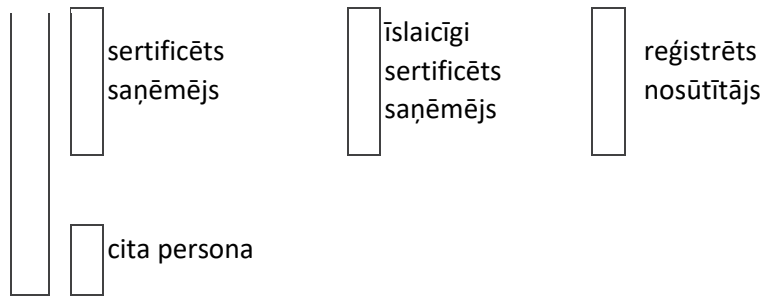 sertificēts
saņēmējs
īslaicīgi
sertificēts
saņēmējs
reģistrēts
nosūtītājs
cita persona